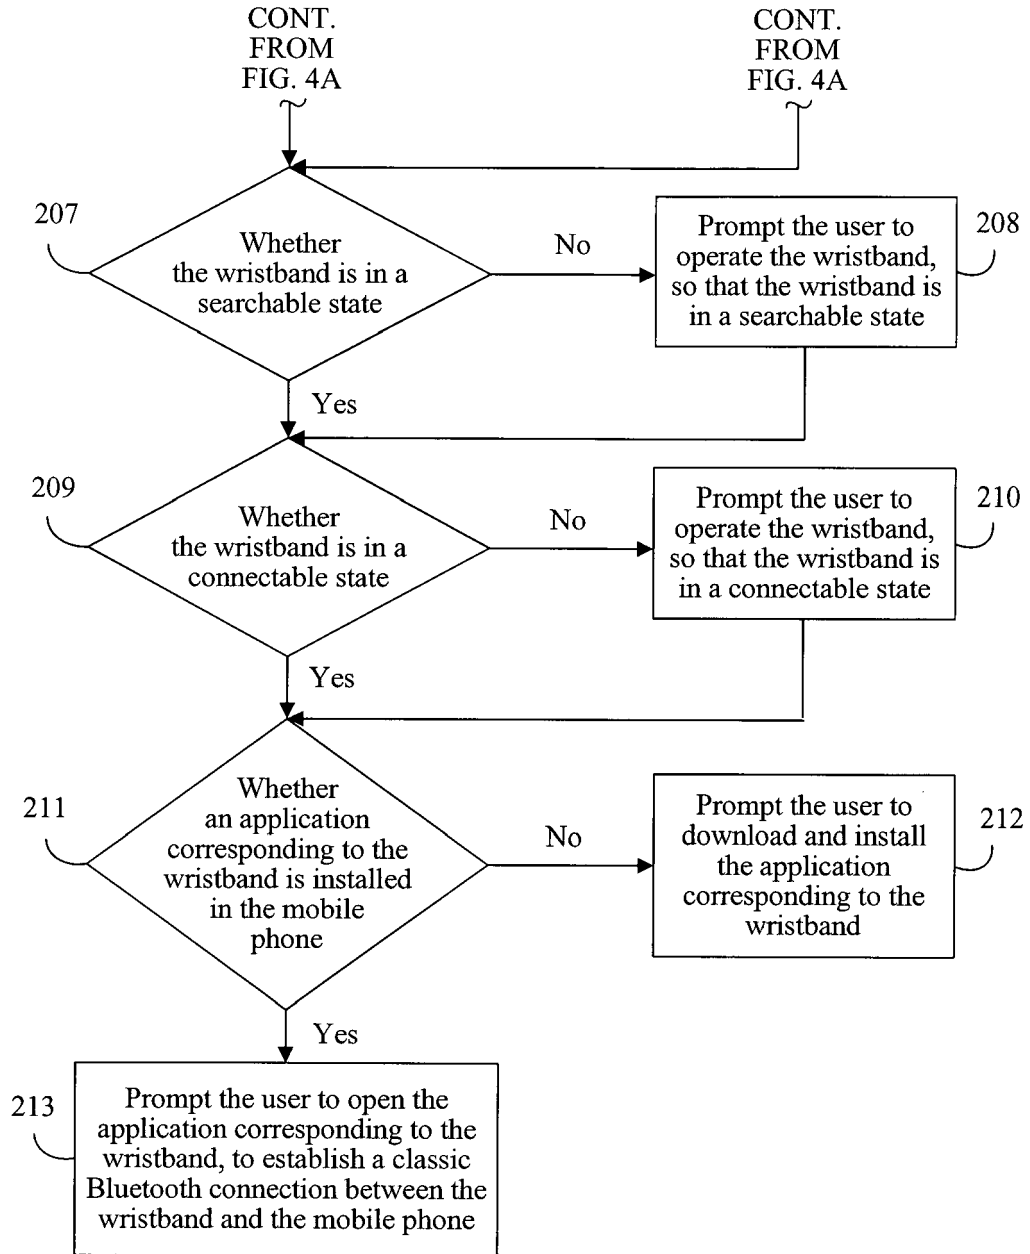 CONT.
FROM
FIG. 4A
CONT.
FROM
FIG. 4A
207
Whether
the wristband is in a
searchable state
No
Prompt the user to
operate the wristband,
so that the wristband is
in a searchable state
208
Yes
209
Whether
the wristband is in a
connectable state
No
Prompt the user to
operate the wristband,
so that the wristband is
in a connectable state
210
Yes
211
Whether
an application
corresponding to the
wristband is installed
in the mobile
phone
No
Prompt the user to
download and install
the application
corresponding to the
wristband
212
Yes
213
Prompt the user to open the
application corresponding to the
wristband, to establish a classic
Bluetooth connection between the
wristband and the mobile phone